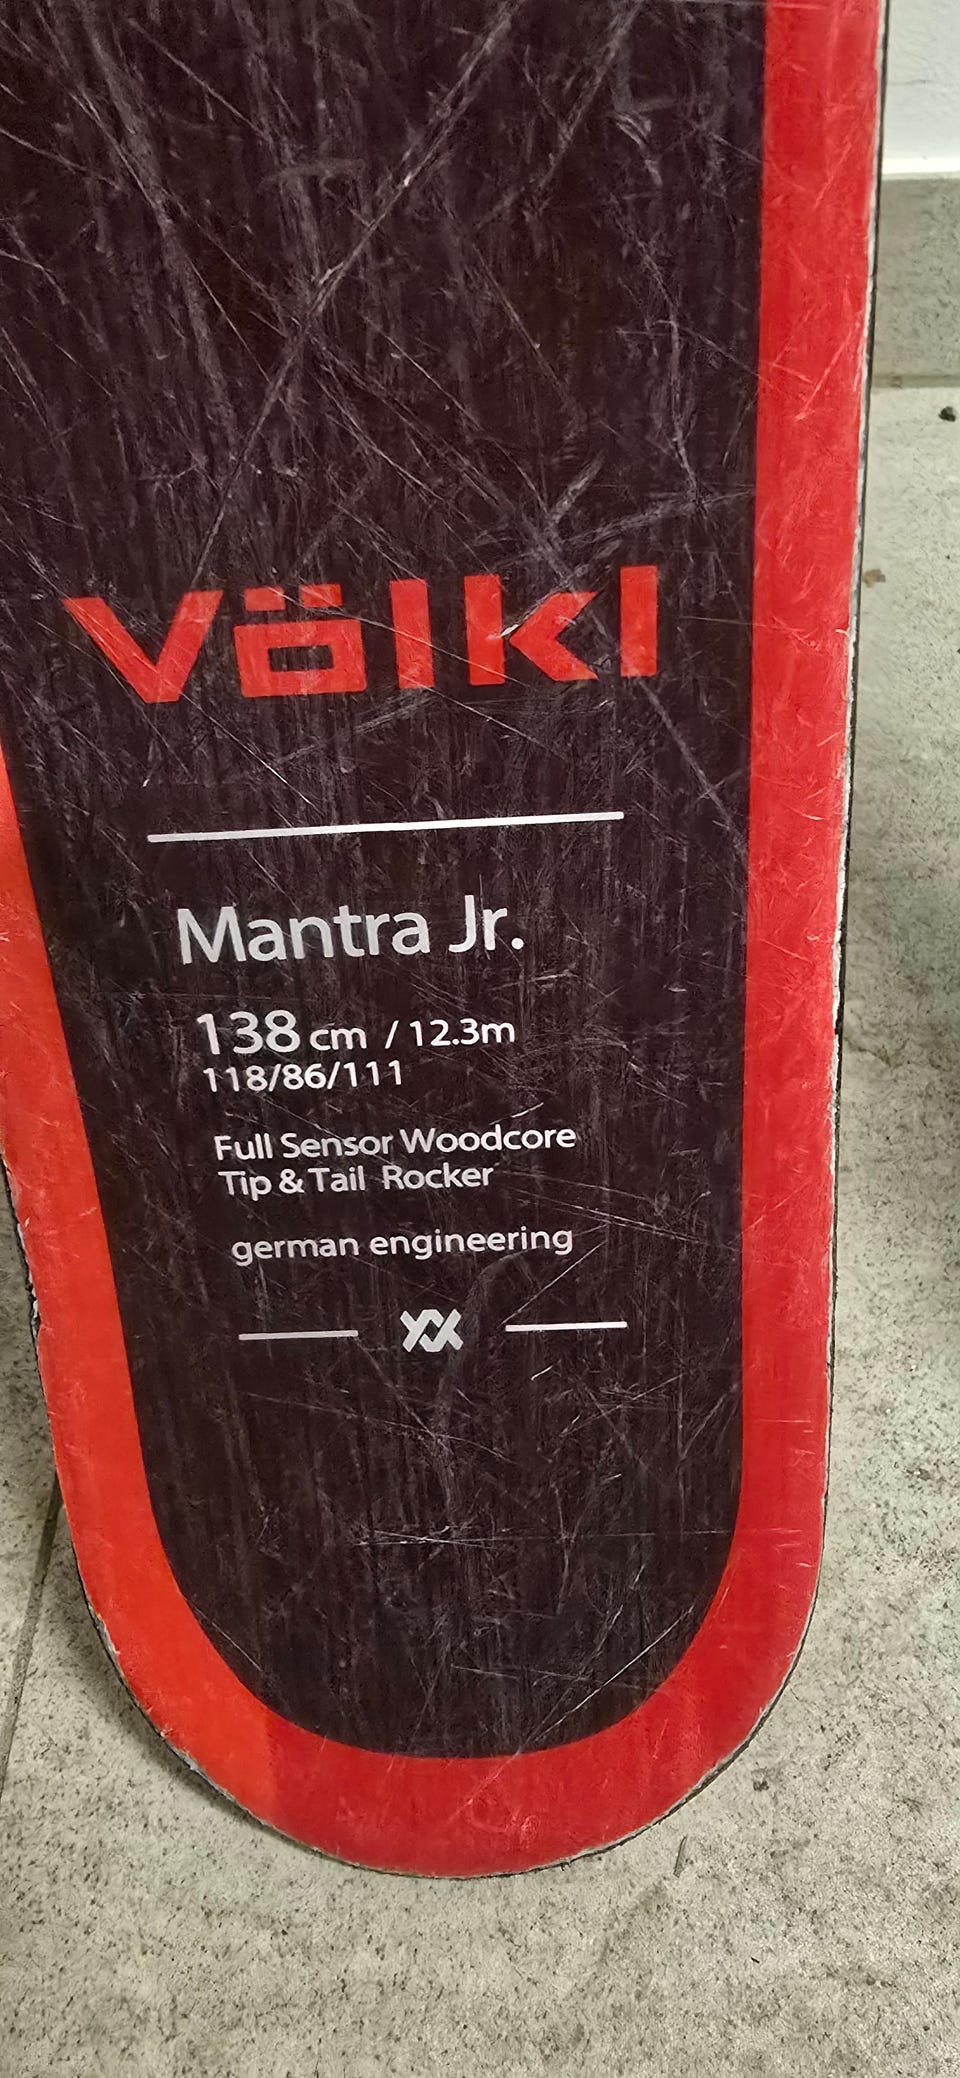 Völkl
Mantra Jr.
138 cm / 12.3m
118/86/111
Full Sensor Woodcore
Tip & Tail Rocker
german engineering